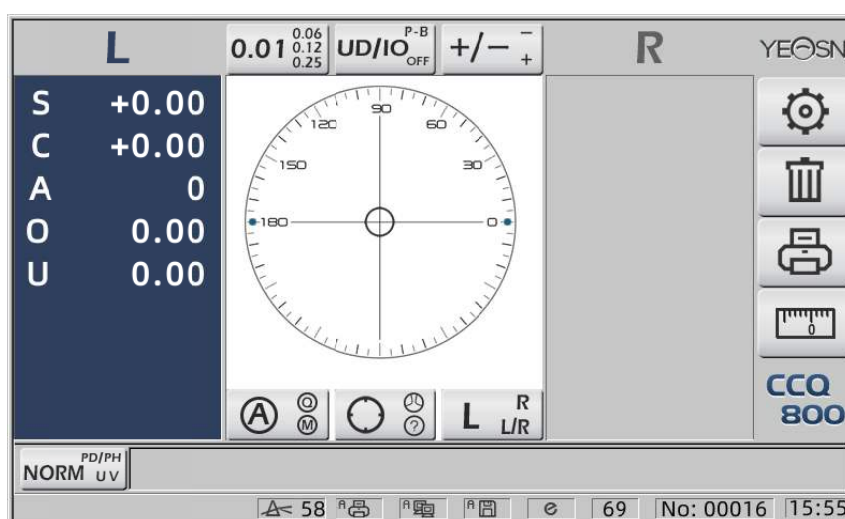 L
0.01 0.06
0.12
0.25
UD/IO P-B
OFF
+/- −
+
R
YEOSN
S +0.00
C +0.00
A 0
O 0.00
U 0.00
90
120 60
150 30
180 0
0
CCQ
800
A Q
M
?
L R
L/R
NORM PD/PH
UV
58 A A A e 69 No: 00016 15:55